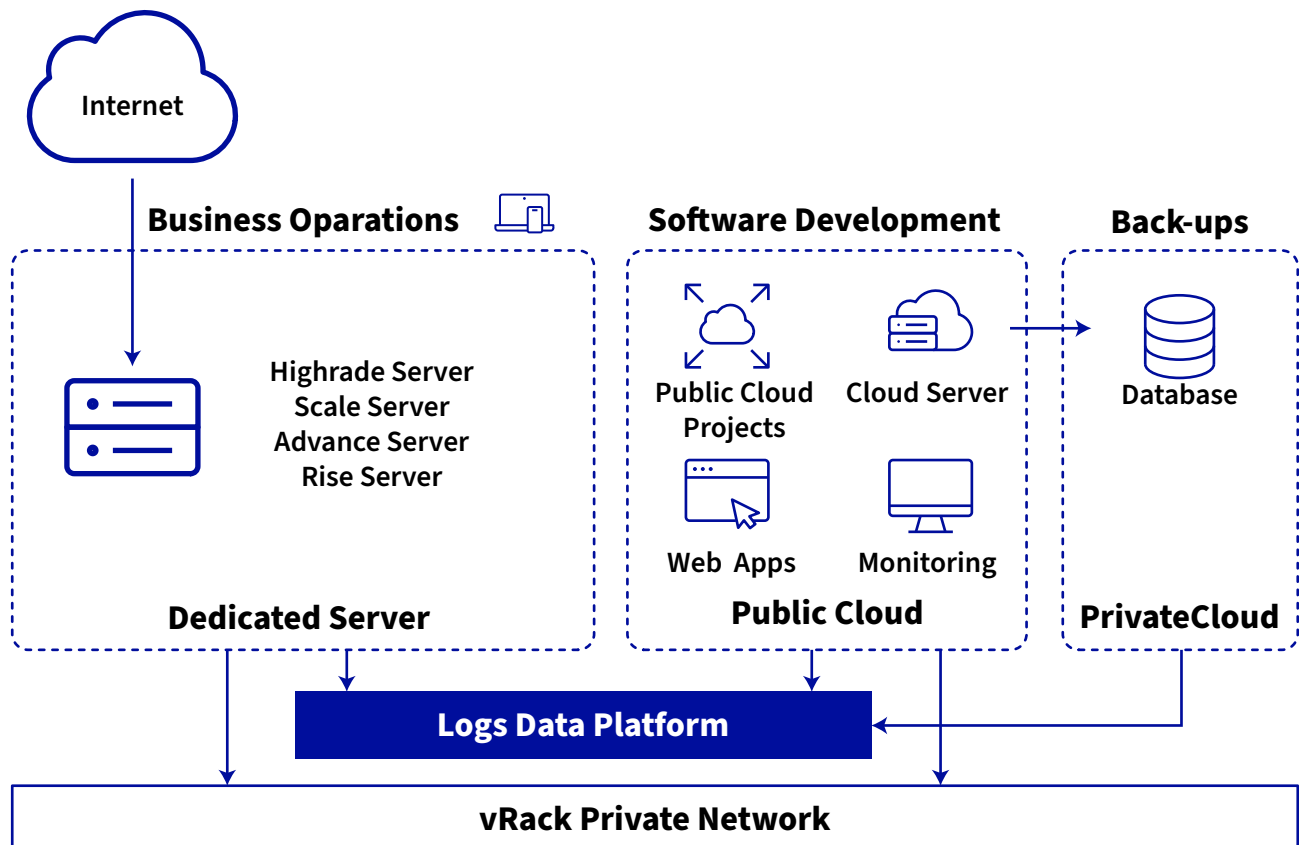 Internet
Business Oparations
Software Development
Back-ups
Highrade Server
Scale Server
Advance Server
Rise Server
Dedicated Server
Public Cloud
Projects
Cloud Server
Web Apps
Monitoring
Public Cloud
Database
PrivateCloud
Logs Data Platform
vRack Private Network